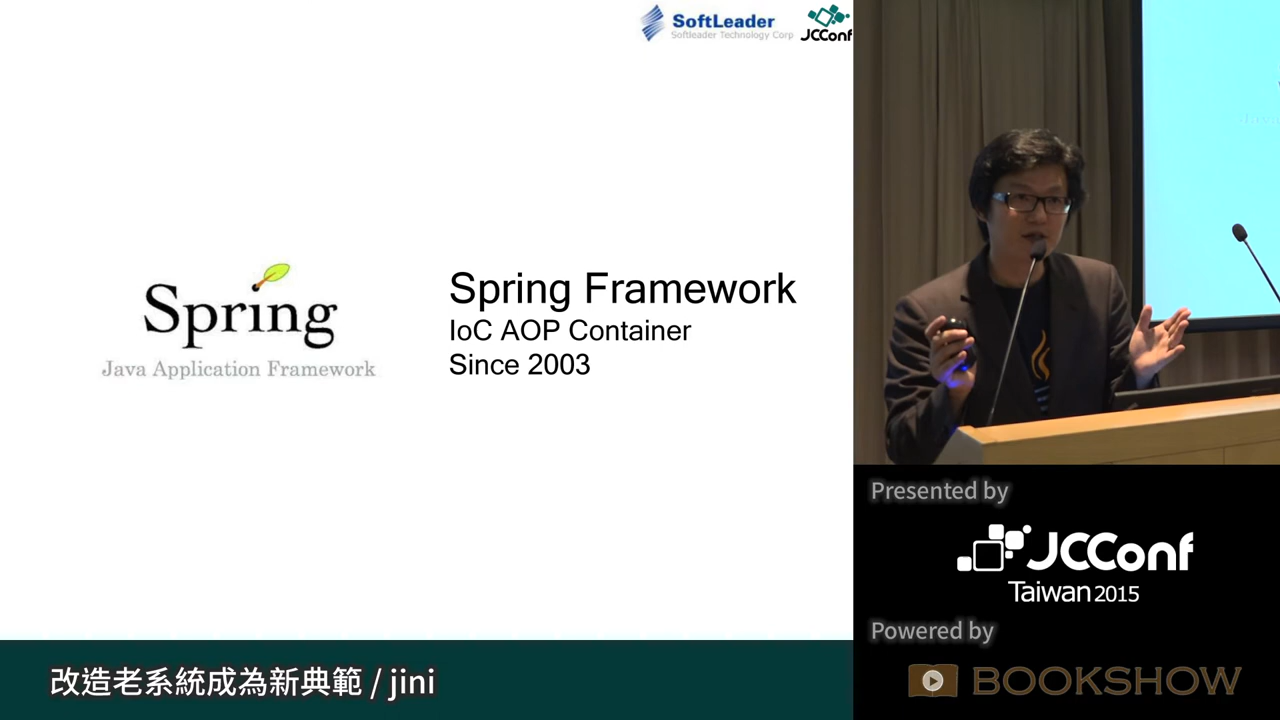 SoftLeader
Softleader Technology Corp
JCConf
Spring
Java Application Framework
Spring Framework
IoC AOP Container
Since 2003
Presented by
JCConf
Taiwan 2015
Powered by
BOOKSHOW
改造老系統成為新典範 / jini